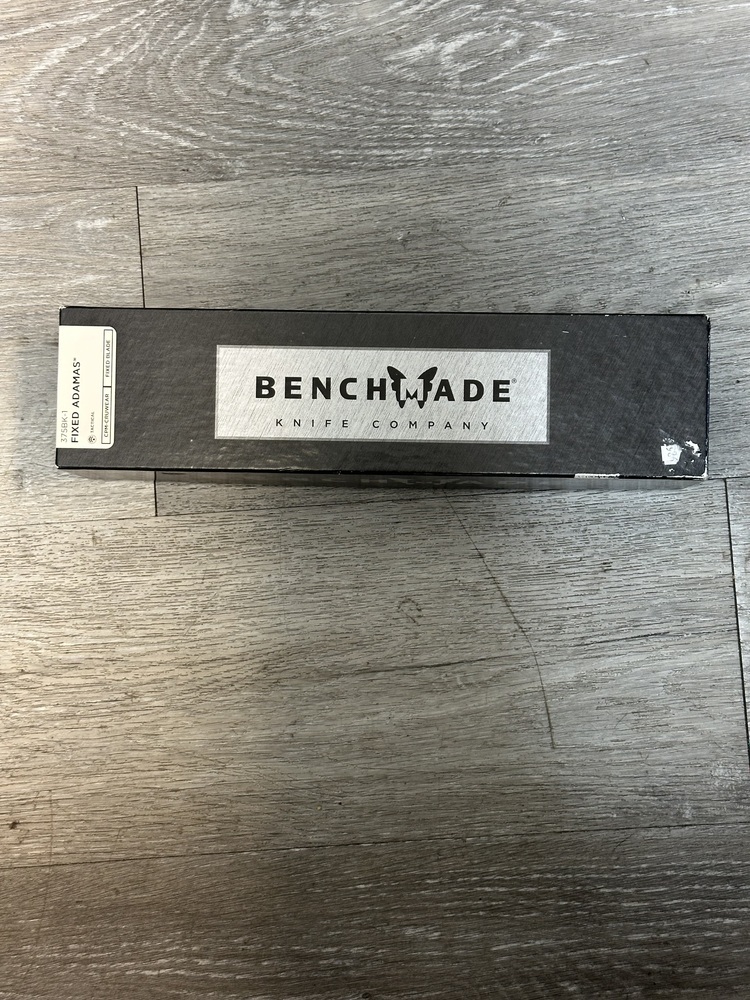 BENCHMADE®
KNIFE COMPANY
375BK-1
FIXED ADAMAS®
TACTICAL
CPM-CRUWEAR
FIXED BLADE